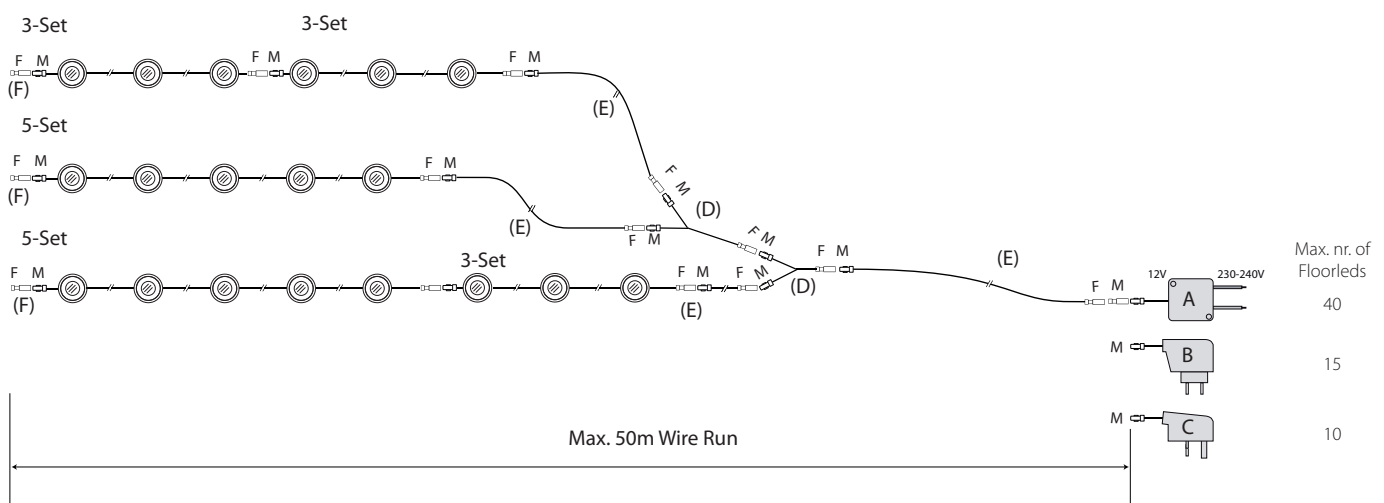 3-Set 3-Set
F M F M F M
(F)
(E)
5-Set
F M F M
(F)
(E)
F M
(D)
F M
5-Set
3-Set
F M F M F M F M F M
(F)
(E)
(D)
(E)
F M
12V 230-240V
A
Max. nr. of
Floorleds
40
M B 15
M C 10
Max. 50m Wire Run